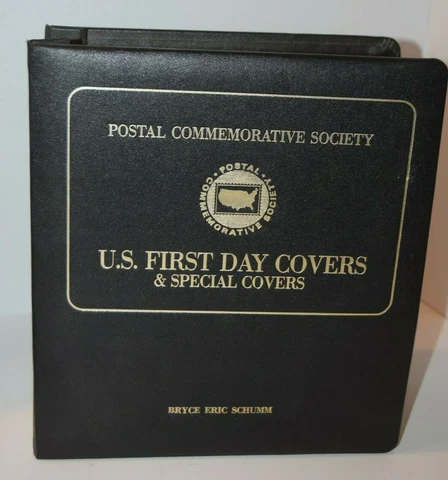 POSTAL COMMEMORATIVE SOCIETY
• POSTAL •
COMMEMORATIVE SOCIETY
U.S. FIRST DAY COVERS
& SPECIAL COVERS
BRYCE ERIC SCHUMM